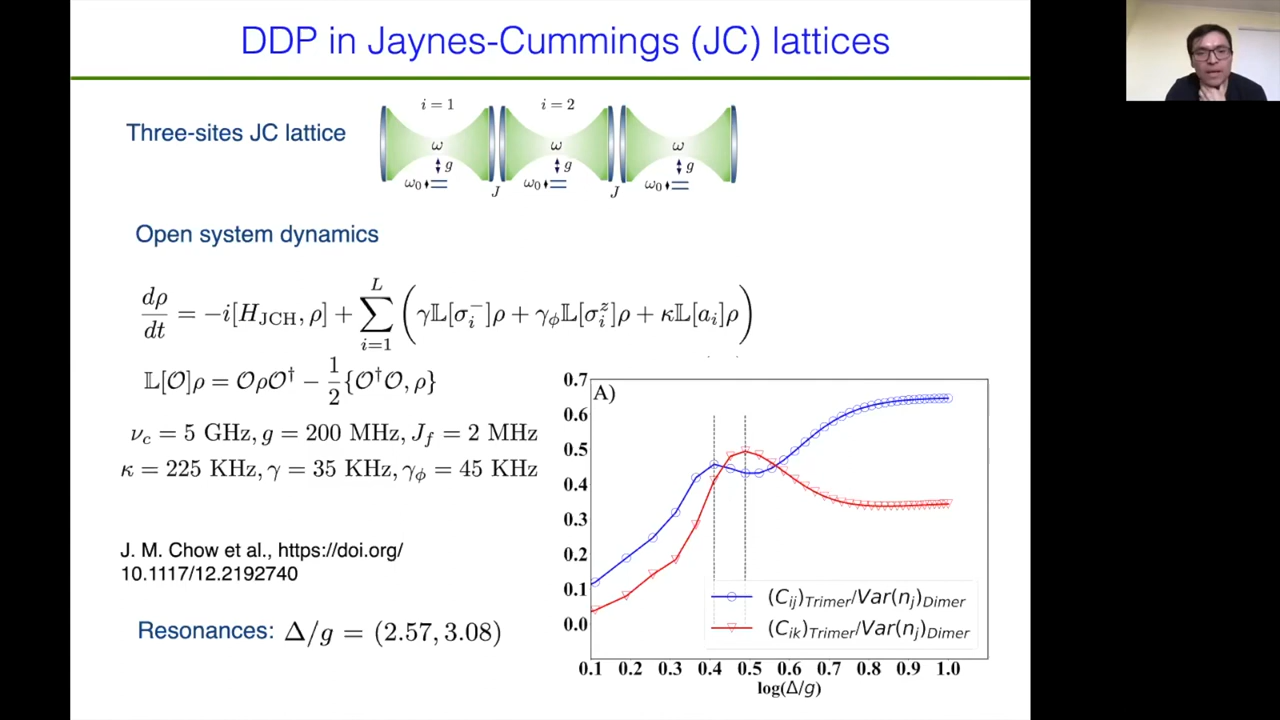 DDP in Jaynes-Cummings (JC) lattices
Three-sites JC lattice
i = 1 i = 2
ω ω ω
g g g
ω₀ ω₀ ω₀
J J
Open system dynamics
dρ/dt = −i[H_JCH, ρ] + ∑_{i=1}^{L} (γ𝕃[σ_i^−]ρ + γ_ϕ𝕃[σ_i^z]ρ + κ𝕃[a_i]ρ)
𝕃[𝒪]ρ = 𝒪ρ𝒪† − 1/2{𝒪†𝒪, ρ}
ν_c = 5 GHz, g = 200 MHz, J_f = 2 MHz
κ = 225 KHz, γ = 35 KHz, γ_ϕ = 45 KHz
J. M. Chow et al., https://doi.org/
10.1117/12.2192740
Resonances: Δ/g = (2.57, 3.08)
A)
0.7
0.6
0.5
0.4
0.3
0.2
0.1
0.0
(C_ij)_Trimer/Var(n_j)_Dimer
(C_ik)_Trimer/Var(n_j)_Dimer
0.1 0.2 0.3 0.4 0.5 0.6 0.7 0.8 0.9 1.0
log(Δ/g)